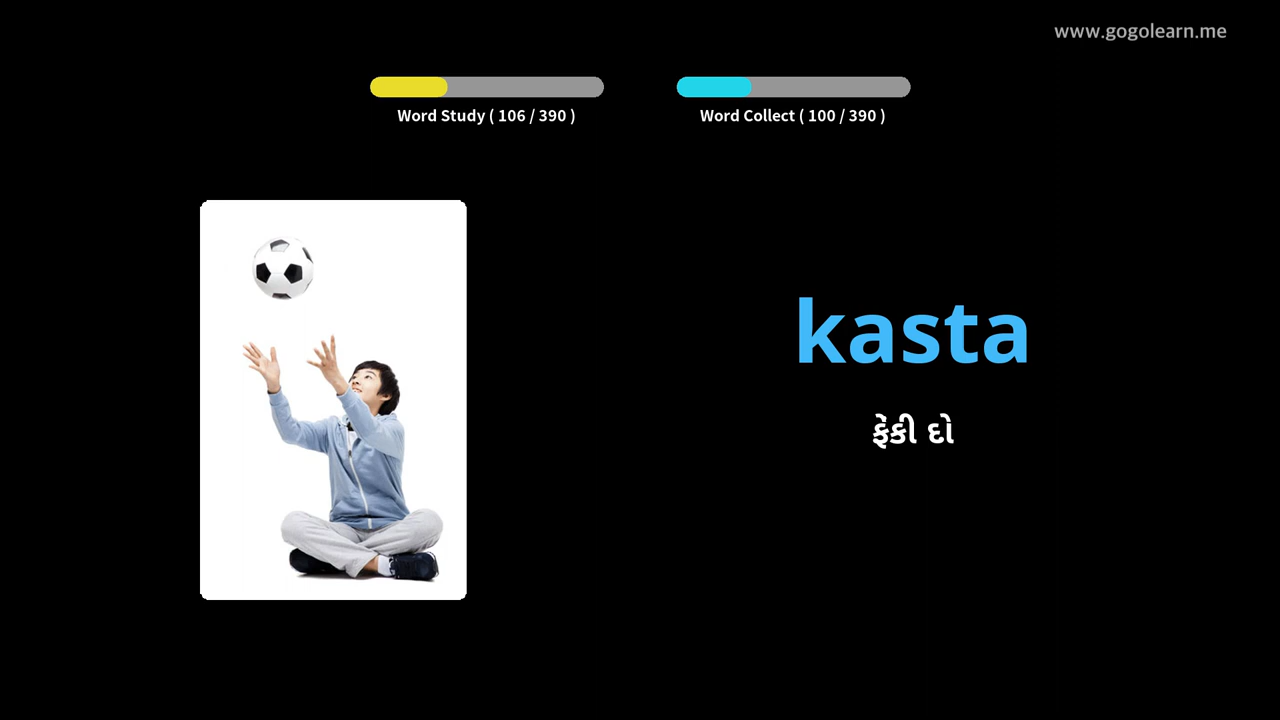 www.gogolearn.me
Word Study ( 106 / 390 )
Word Collect ( 100 / 390 )
kasta
ફેંકી દો